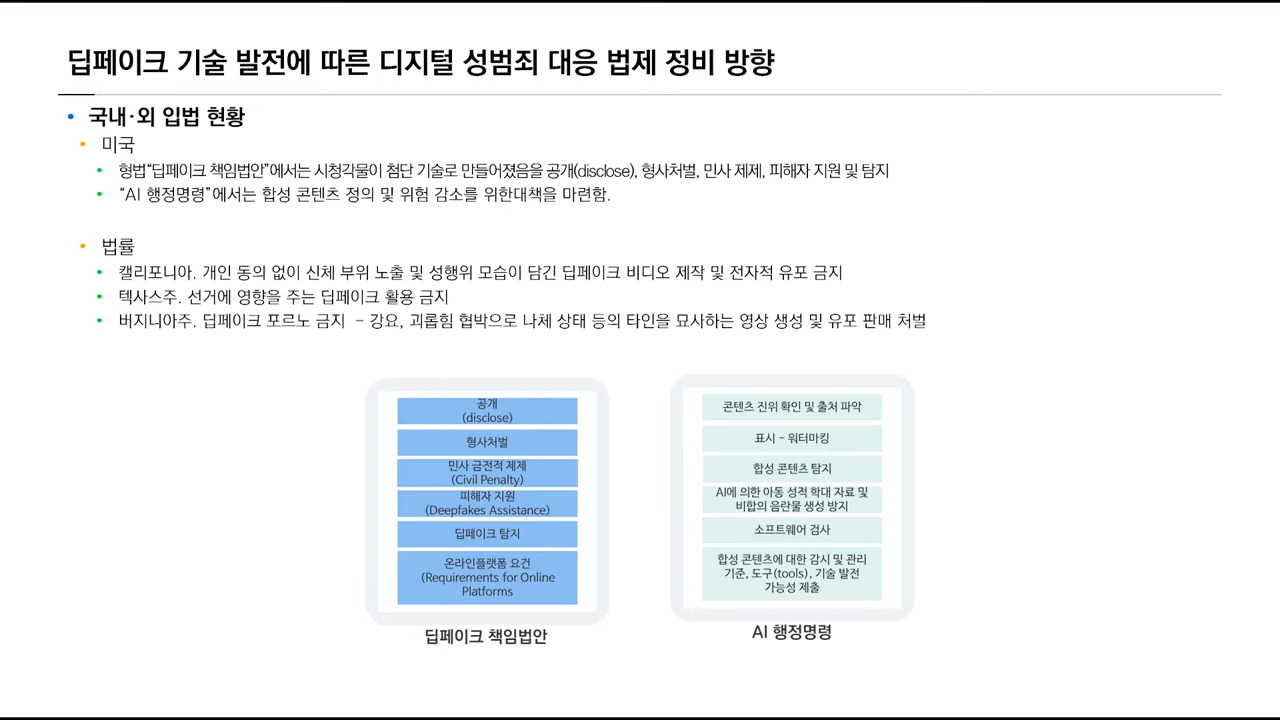 딥페이크 기술 발전에 따른 디지털 성범죄 대응 법제 정비 방향
• 국내·외 입법 현황
• 미국
• 형법“딥페이크 책임법안”에서는 시청각물이 첨단 기술로 만들어졌음을 공개(disclose), 형사처벌, 민사 제제, 피해자 지원 및 탐지
• “AI 행정명령”에서는 합성 콘텐츠 정의 및 위험 감소를 위한대책을 마련함.
• 법률
• 캘리포니아. 개인 동의 없이 신체 부위 노출 및 성행위 모습이 담긴 딥페이크 비디오 제작 및 전자적 유포 금지
• 텍사스주. 선거에 영향을 주는 딥페이크 활용 금지
• 버지니아주. 딥페이크 포르노 금지 – 강요, 괴롭힘 협박으로 나체 상태 등의 타인을 묘사하는 영상 생성 및 유포 판매 처벌
공개
(disclose)
형사처벌
민사 금전적 제제
(Civil Penalty)
피해자 지원
(Deepfakes Assistance)
딥페이크 탐지
온라인플랫폼 요건
(Requirements for Online
Platforms
딥페이크 책임법안
콘텐츠 진위 확인 및 출처 파악
표시 – 워터마킹
합성 콘텐츠 탐지
AI에 의한 아동 성적 학대 자료 및
비합의 음란물 생성 방지
소프트웨어 검사
합성 콘텐츠에 대한 감시 및 관리
기준, 도구(tools), 기술 발전
가능성 제출
AI 행정명령